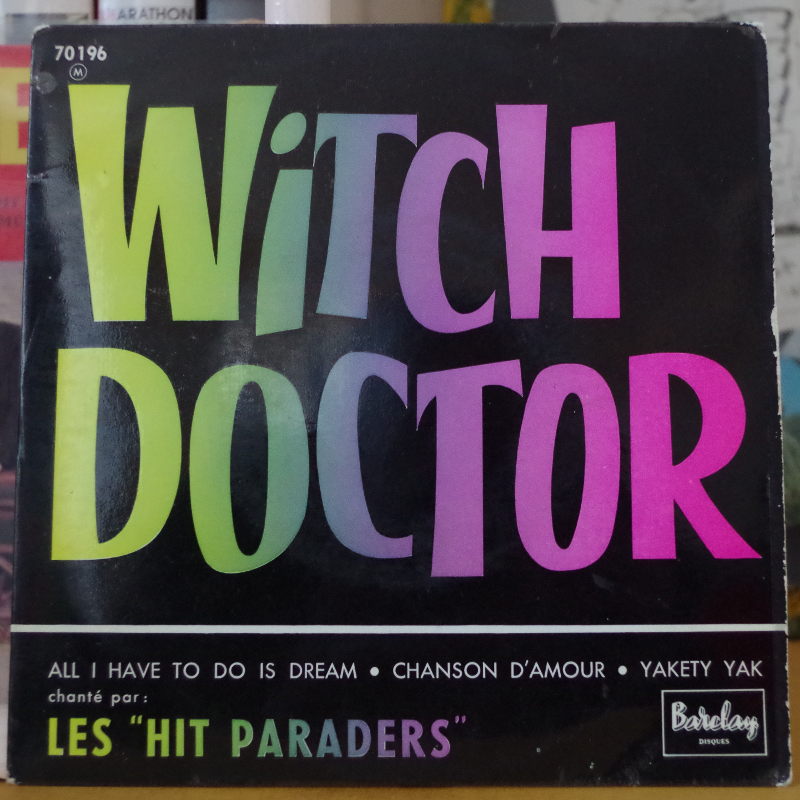 ARATHON
70196
M
WiTCH
DOCTOR
ALL I HAVE TO DO IS DREAM • CHANSON D'AMOUR • YAKETY YAK
chanté par :
LES "HIT PARADERS"
Barclay
DISQUES